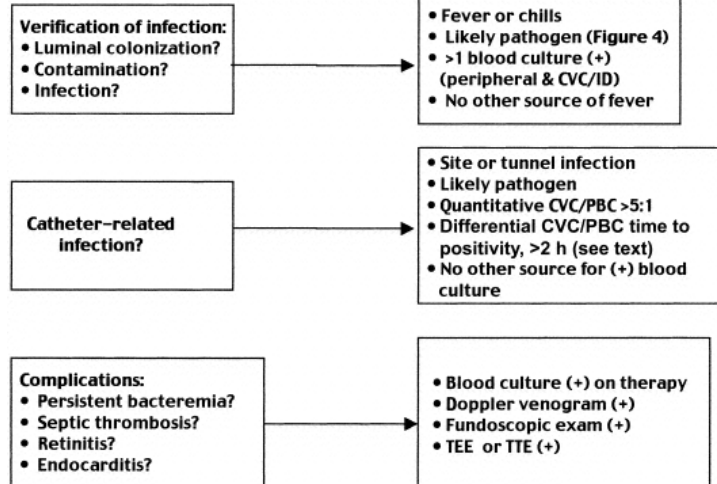 Verification of infection:
• Luminal colonization?
• Contamination?
• Infection?
• Fever or chills
• Likely pathogen (Figure 4)
• >1 blood culture (+)
(peripheral & CVC/ID)
• No other source of fever
Catheter-related
infection?
• Site or tunnel infection
• Likely pathogen
• Quantitative CVC/PBC >5:1
• Differential CVC/PBC time to
positivity, >2 h (see text)
• No other source for (+) blood
culture
Complications:
• Persistent bacteremia?
• Septic thrombosis?
• Retinitis?
• Endocarditis?
• Blood culture (+) on therapy
• Doppler venogram (+)
• Fundoscopic exam (+)
• TEE or TTE (+)